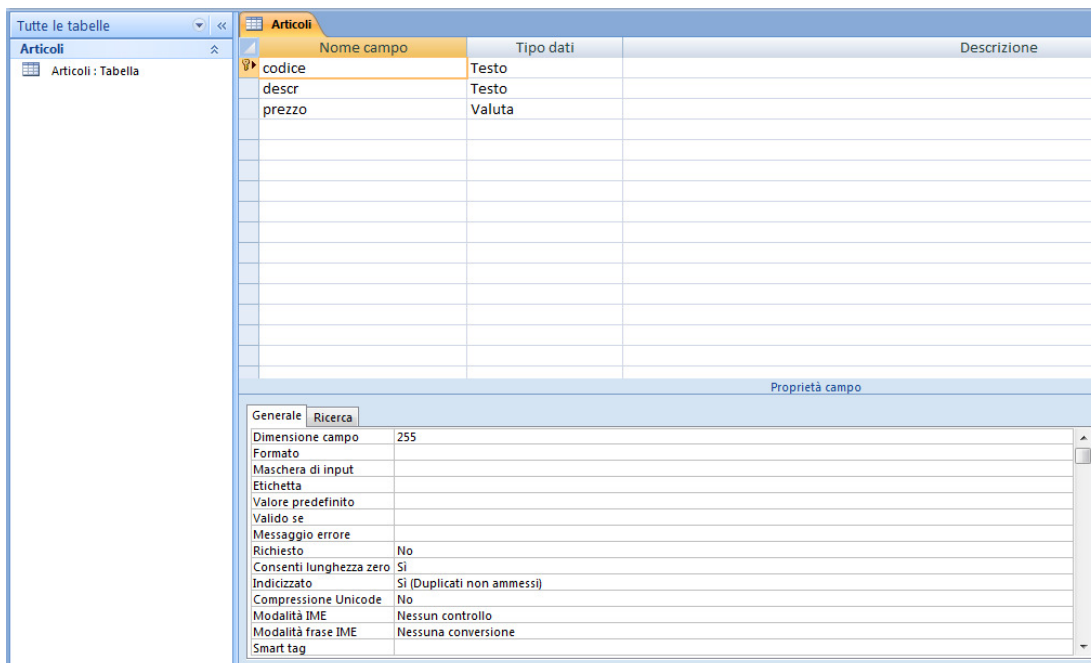 Tutte le tabelle
Articoli
Articoli : Tabella
Articoli
Nome campo Tipo dati Descrizione
codice Testo
descr Testo
prezzo Valuta
Proprietà campo
Generale Ricerca
Dimensione campo 255
Formato
Maschera di input
Etichetta
Valore predefinito
Valido se
Messaggio errore
Richiesto No
Consenti lunghezza zero Sì
Indicizzato Sì (Duplicati non ammessi)
Compressione Unicode No
Modalità IME Nessun controllo
Modalità frase IME Nessuna conversione
Smart tag